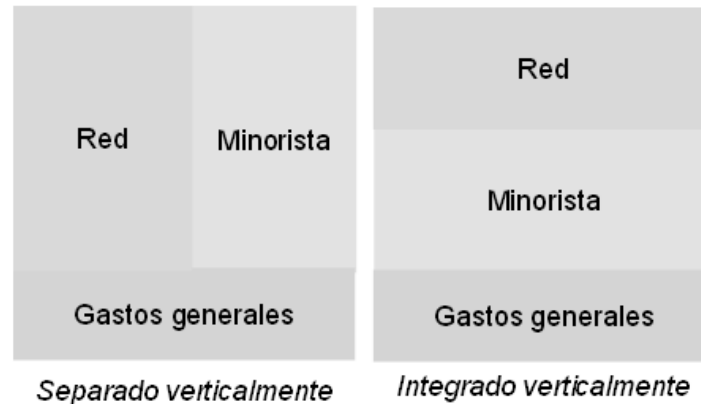 Red
Minorista
Gastos generales
Separado verticalmente
Red
Minorista
Gastos generales
Integrado verticalmente